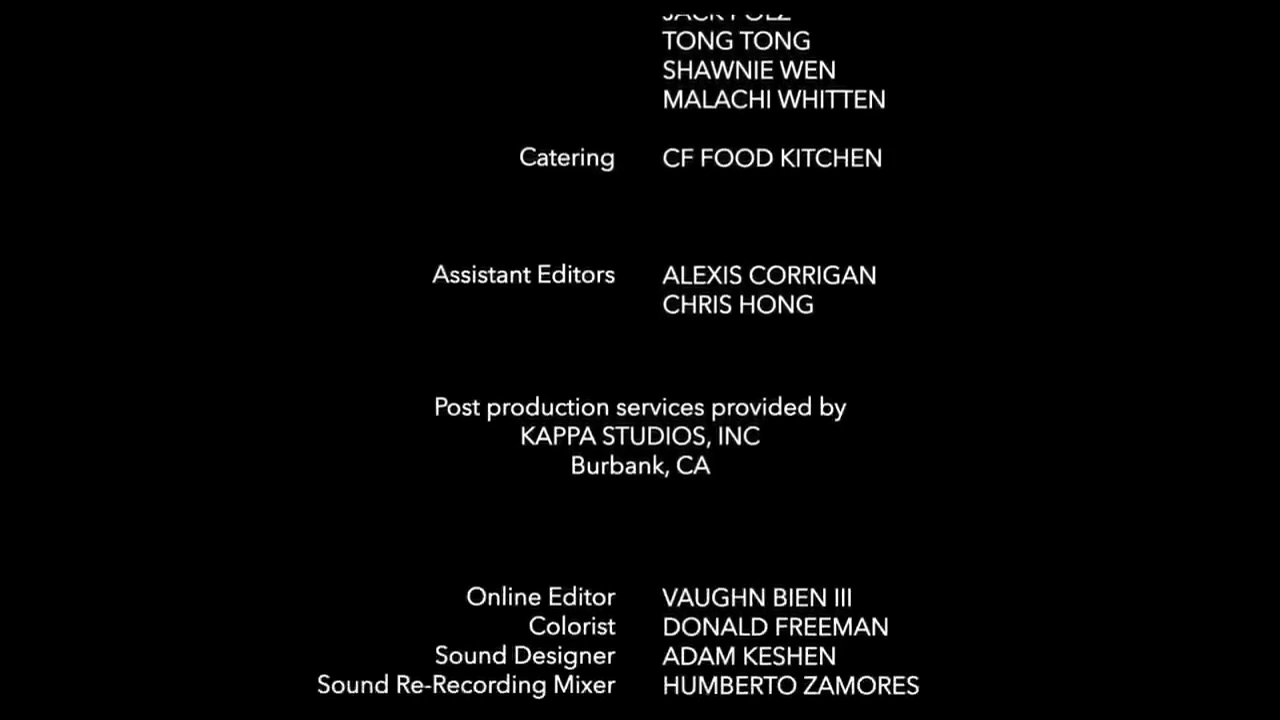 TONG TONG
SHAWNIE WEN
MALACHI WHITTEN
Catering CF FOOD KITCHEN
Assistant Editors ALEXIS CORRIGAN
CHRIS HONG
Post production services provided by
KAPPA STUDIOS, INC
Burbank, CA
Online Editor VAUGHN BIEN III
Colorist DONALD FREEMAN
Sound Designer ADAM KESHEN
Sound Re-Recording Mixer HUMBERTO ZAMORES